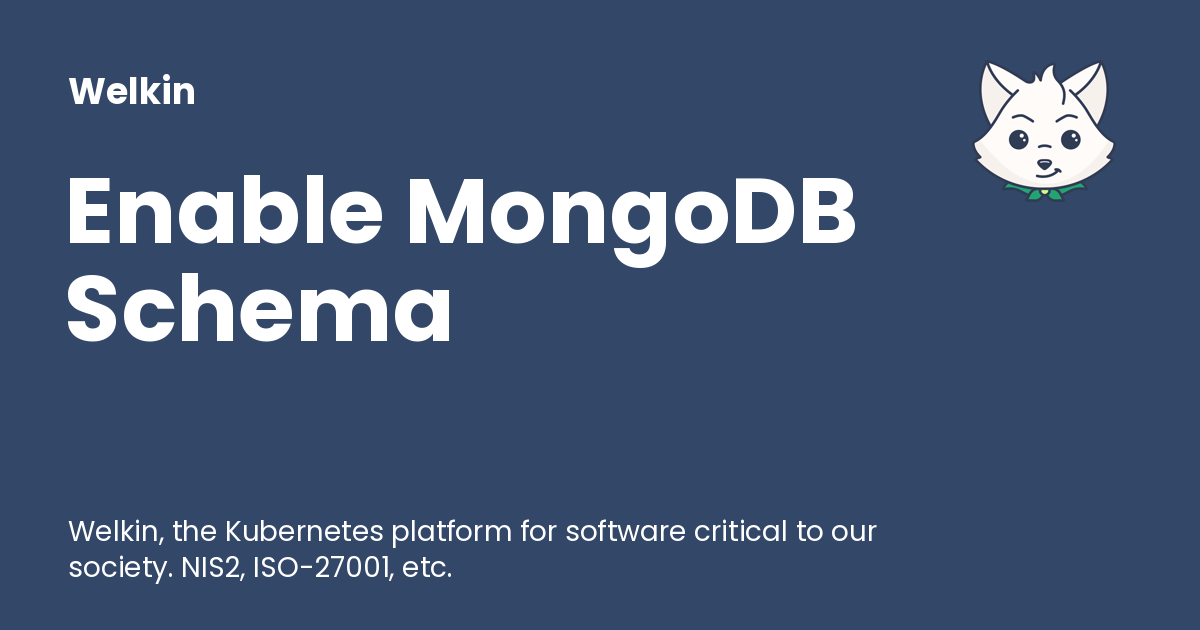 Welkin
Enable MongoDB
Schema
Welkin, the Kubernetes platform for software critical to our
society. NIS2, ISO-27001, etc.